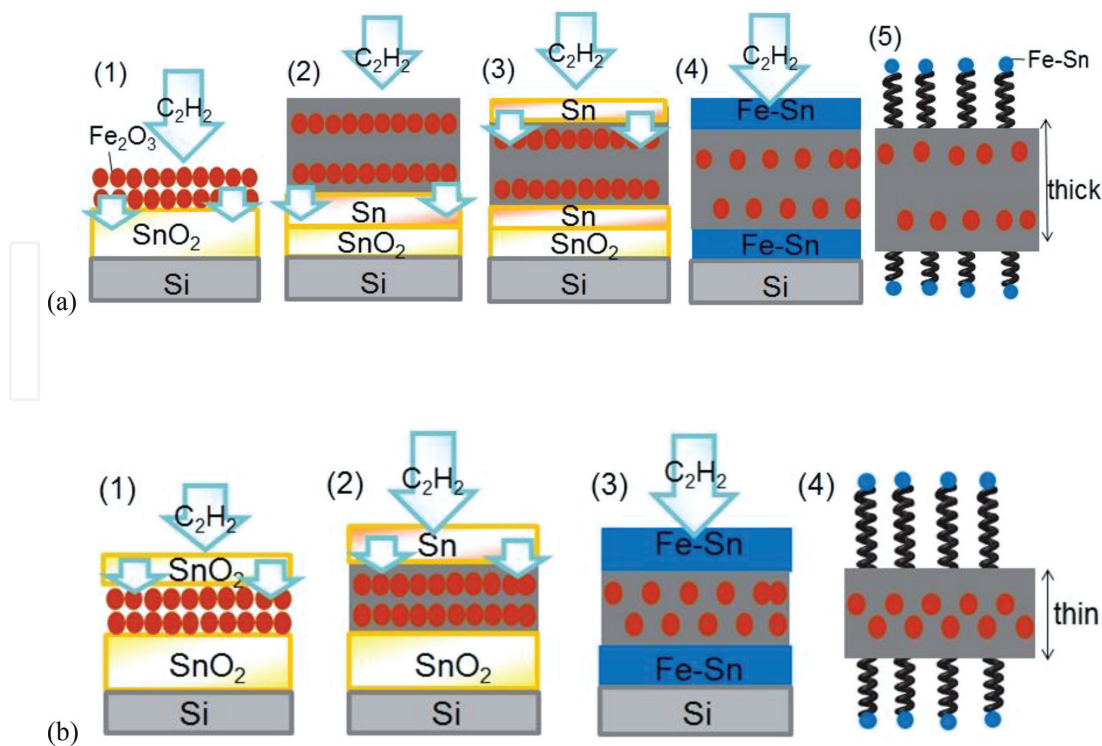 (1)
C₂H₂
Fe₂O₃
SnO₂
Si
(2)
C₂H₂
Sn
SnO₂
Si
(3)
C₂H₂
Sn
Sn
SnO₂
Si
(4)
C₂H₂
Fe-Sn
Fe-Sn
Si
(5)
Fe-Sn
thick
(a)
(1)
C₂H₂
SnO₂
SnO₂
Si
(2)
C₂H₂
Sn
SnO₂
Si
(3)
C₂H₂
Fe-Sn
Fe-Sn
Si
(4)
thin
(b)